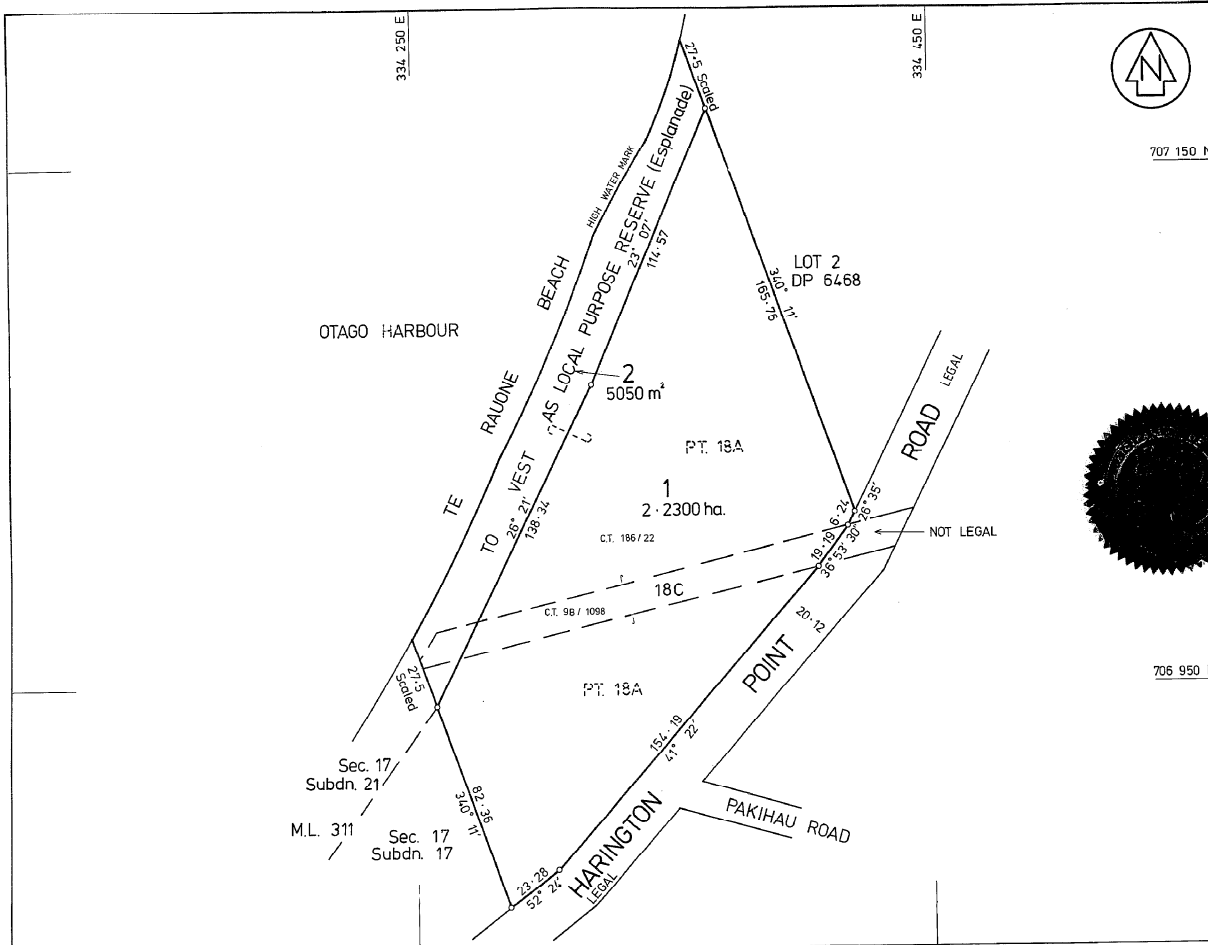 334 250 E
334 450 E
N
707 150 N
27·5 Scaled
HIGH WATER MARK
TO VEST AS LOCAL PURPOSE RESERVE (Esplanade)
23° 07'
114·57
LOT 2
DP 6468
340° 11'
165·75
TE RAUONE BEACH
OTAGO HARBOUR
2
5050 m²
PT. 18A
1
2·2300 ha.
26° 21'
138·34
C.T. 186/22
6·24
26° 35'
19·19
36° 53' 30"
NOT LEGAL
ROAD LEGAL
18C
C.T. 98/1098
20·12
27·5
Scaled
PT. 18A
706 950
154·19
41° 22'
HARINGTON POINT
LEGAL
PAKIHAU ROAD
Sec. 17
Subdn. 21
M.L. 311
Sec. 17
Subdn. 17
82·36
340° 11'
23·28
52° 24'